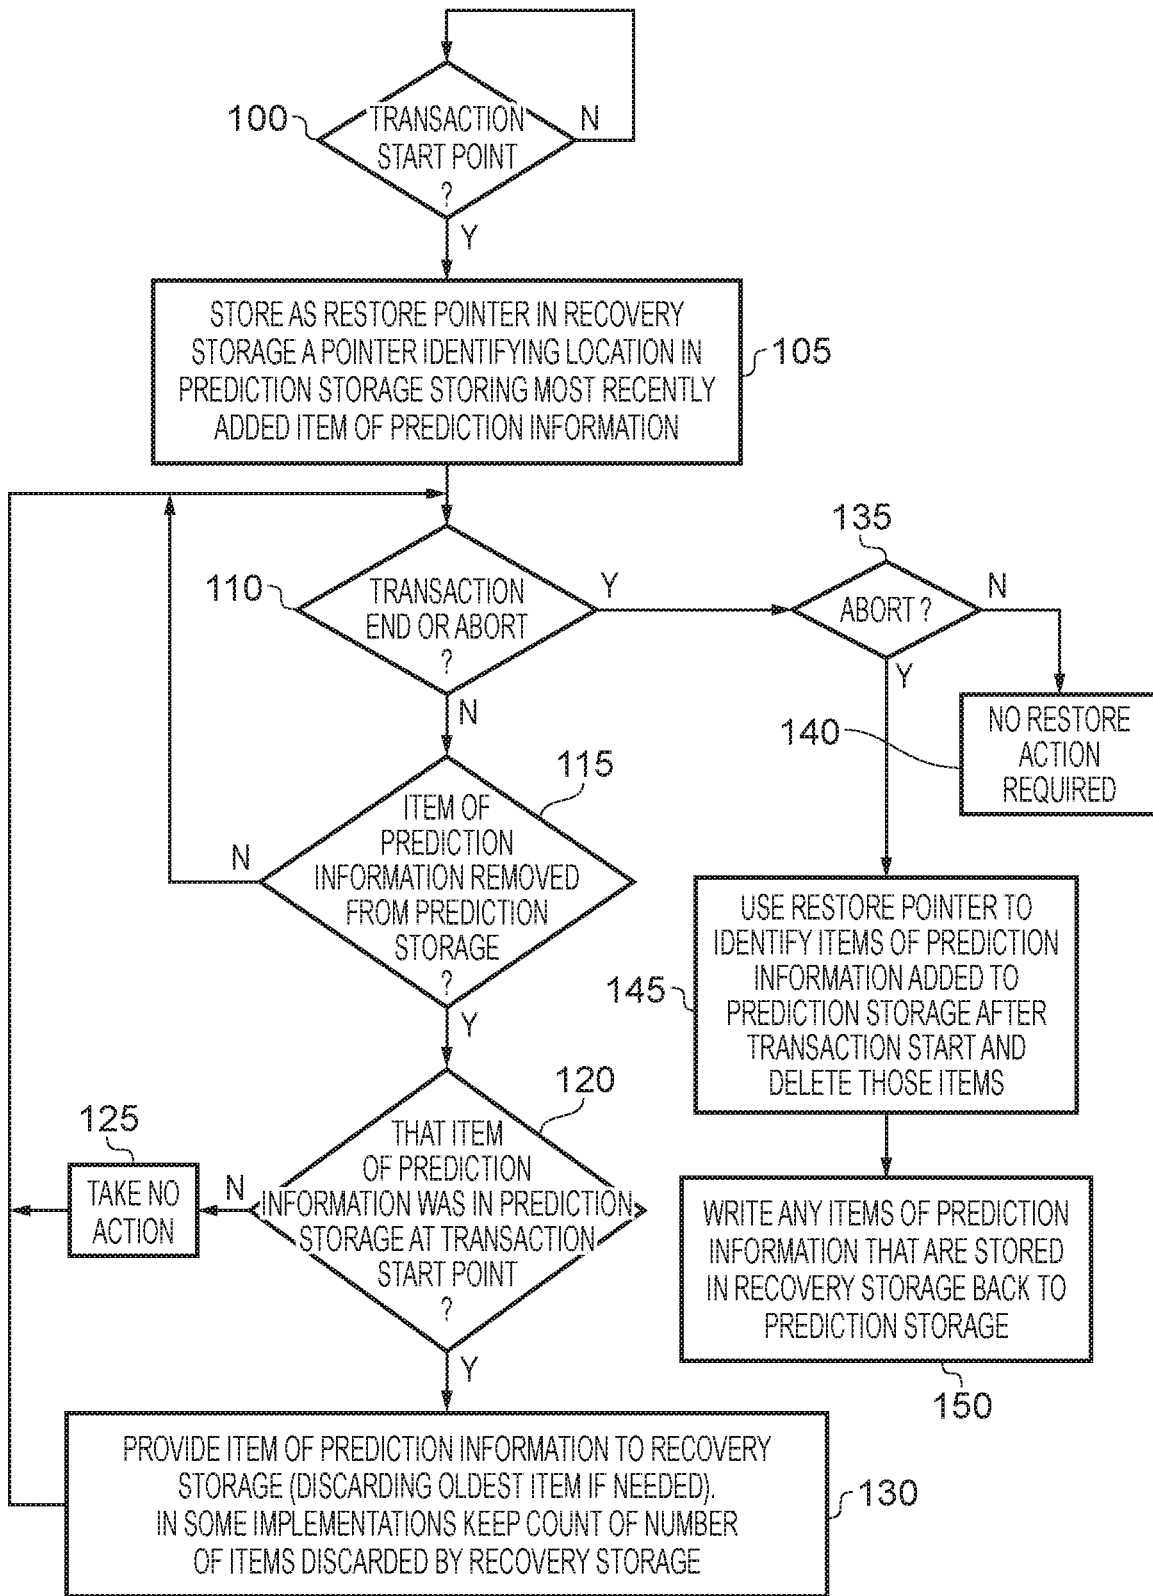 100
TRANSACTION
START POINT
?
N
Y
STORE AS RESTORE POINTER IN RECOVERY
STORAGE A POINTER IDENTIFYING LOCATION IN
PREDICTION STORAGE STORING MOST RECENTLY
ADDED ITEM OF PREDICTION INFORMATION
105
110
TRANSACTION
END OR ABORT
?
Y
N
135
ABORT ?
N
Y
140
NO RESTORE
ACTION
REQUIRED
115
ITEM OF
PREDICTION
INFORMATION REMOVED
FROM PREDICTION
STORAGE
?
N
Y
145
USE RESTORE POINTER TO
IDENTIFY ITEMS OF PREDICTION
INFORMATION ADDED TO
PREDICTION STORAGE AFTER
TRANSACTION START AND
DELETE THOSE ITEMS
120
THAT ITEM
OF PREDICTION
INFORMATION WAS IN PREDICTION
STORAGE AT TRANSACTION
START POINT
?
N
Y
125
TAKE NO
ACTION
WRITE ANY ITEMS OF PREDICTION
INFORMATION THAT ARE STORED
IN RECOVERY STORAGE BACK TO
PREDICTION STORAGE
150
PROVIDE ITEM OF PREDICTION INFORMATION TO RECOVERY
STORAGE (DISCARDING OLDEST ITEM IF NEEDED).
IN SOME IMPLEMENTATIONS KEEP COUNT OF NUMBER
OF ITEMS DISCARDED BY RECOVERY STORAGE
130